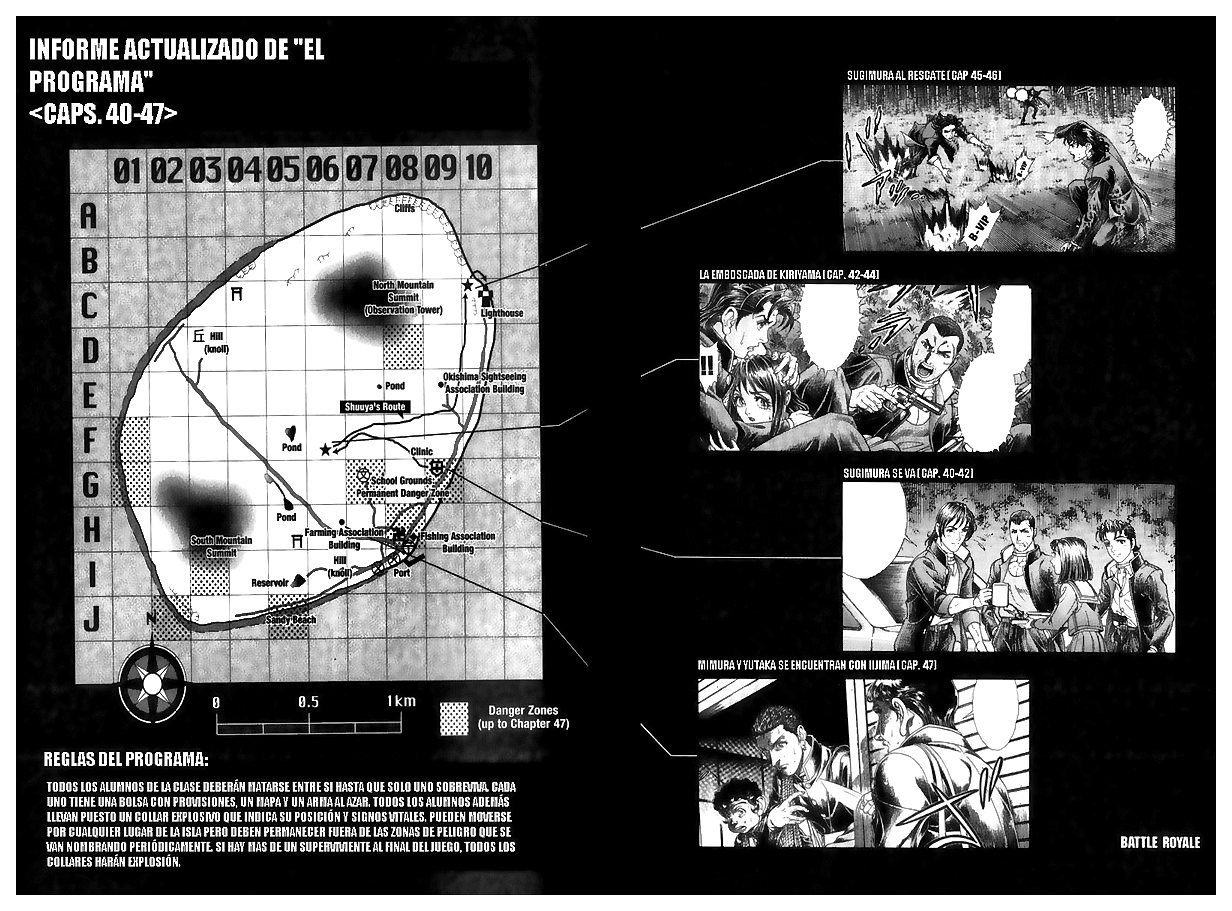 INFORME ACTUALIZADO DE "EL
PROGRAMA"
<CAPS. 40-47>
01 02 03 04 05 06 07 08 09 10
A
B
C
D
E
F
G
H
I
J
Cliffs
North Mountain
Summit
(Observation Tower)
Lighthouse
Hill
(knoll)
Okishima Sightseeing
Association Building
Pond
Shuuya's Route
Pond
Clinic
School Grounds
Permanent Danger Zone
Pond
South Mountain
Summit
Farming Association
Building
Fishing Association
Building
Hill
(knoll)
Port
Reservoir
Sandy Beach
N
0 0.5 1km
Danger Zones
(up to Chapter 47)
REGLAS DEL PROGRAMA:
TODOS LOS ALUMNOS DE LA CLASE DEBERÁN MATARSE ENTRE SI HASTA QUE SOLO UNO SOBREVIVA. CADA
UNO TIENE UNA BOLSA CON PROVISIONES, UN MAPA Y UN ARMA AL AZAR. TODOS LOS ALUMNOS ADEMÁS
LLEVAN PUESTO UN COLLAR EXPLOSIVO QUE INDICA SU POSICIÓN Y SIGNOS VITALES. PUEDEN MOVERSE
POR CUALQUIER LUGAR DE LA ISLA PERO DEBEN PERMANECER FUERA DE LAS ZONAS DE PELIGRO QUE SE
VAN NOMBRANDO PERIÓDICAMENTE. SI HAY MAS DE UN SUPERVIVIENTE AL FINAL DEL JUEGO, TODOS LOS
COLLARES HARÁN EXPLOSIÓN.
SUGIMURA AL RESCATE (CAP 45-46)
B-VIP
B-VIP
B-VIP
LA EMBOSCADA DE KIRIYAMA (CAP. 42-44)
!!
SUGIMURA SE VA (CAP. 40-42)
MIMURA Y YUTAKA SE ENCUENTRAN CON IIJIMA (CAP. 47)
BATTLE ROYALE